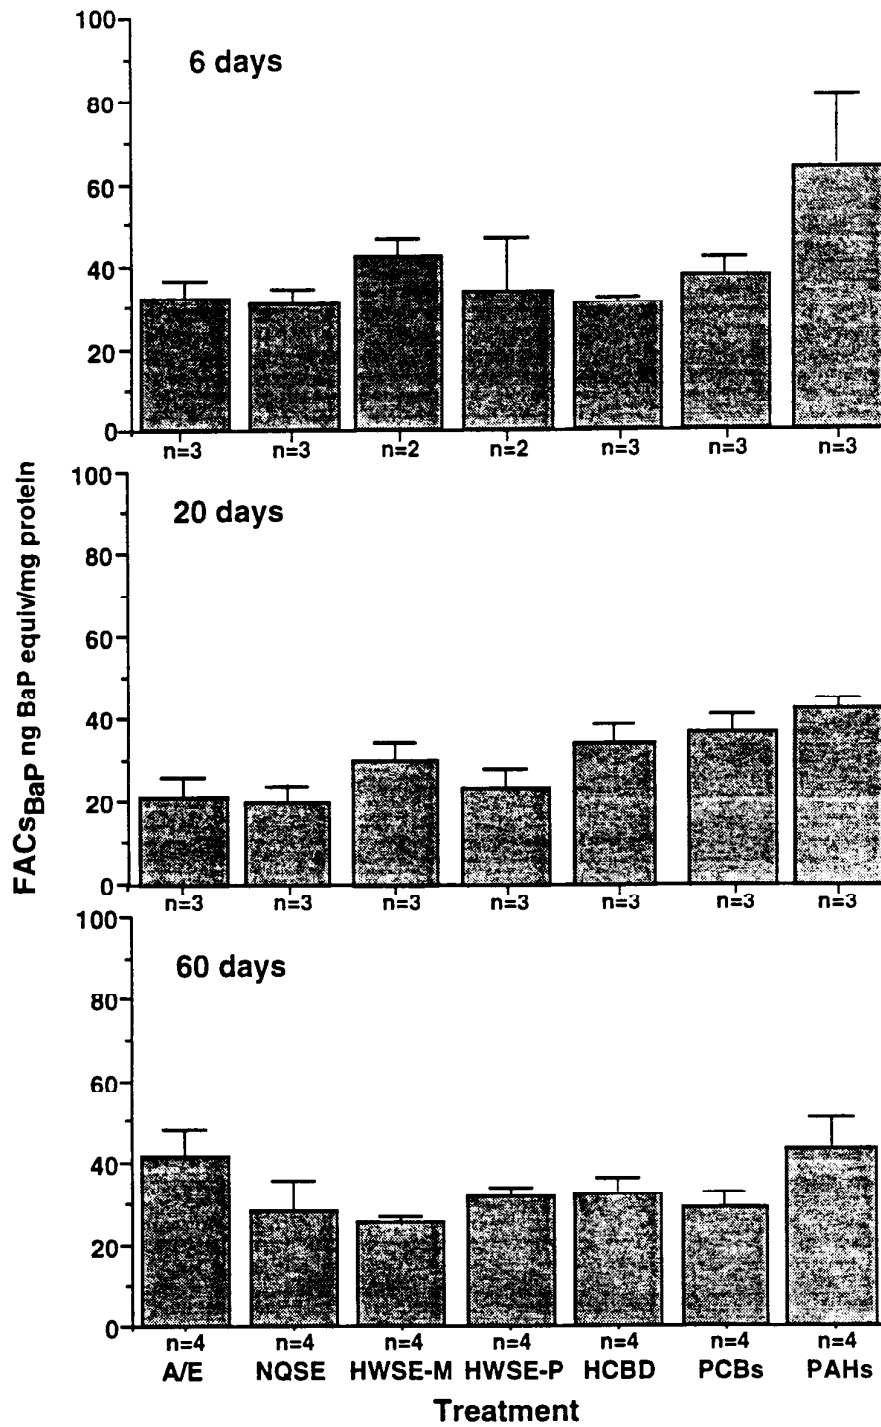 FACsBaP ng BaP equiv/mg protein
100
6 days
80
60
40
20
0
n=3 n=3 n=2 n=2 n=3 n=3 n=3
100
20 days
80
60
40
20
0
n=3 n=3 n=3 n=3 n=3 n=3 n=3
100
60 days
80
60
40
20
0
n=4 n=4 n=4 n=4 n=4 n=4 n=4
A/E NQSE HWSE-M HWSE-P HCBD PCBs PAHs
Treatment